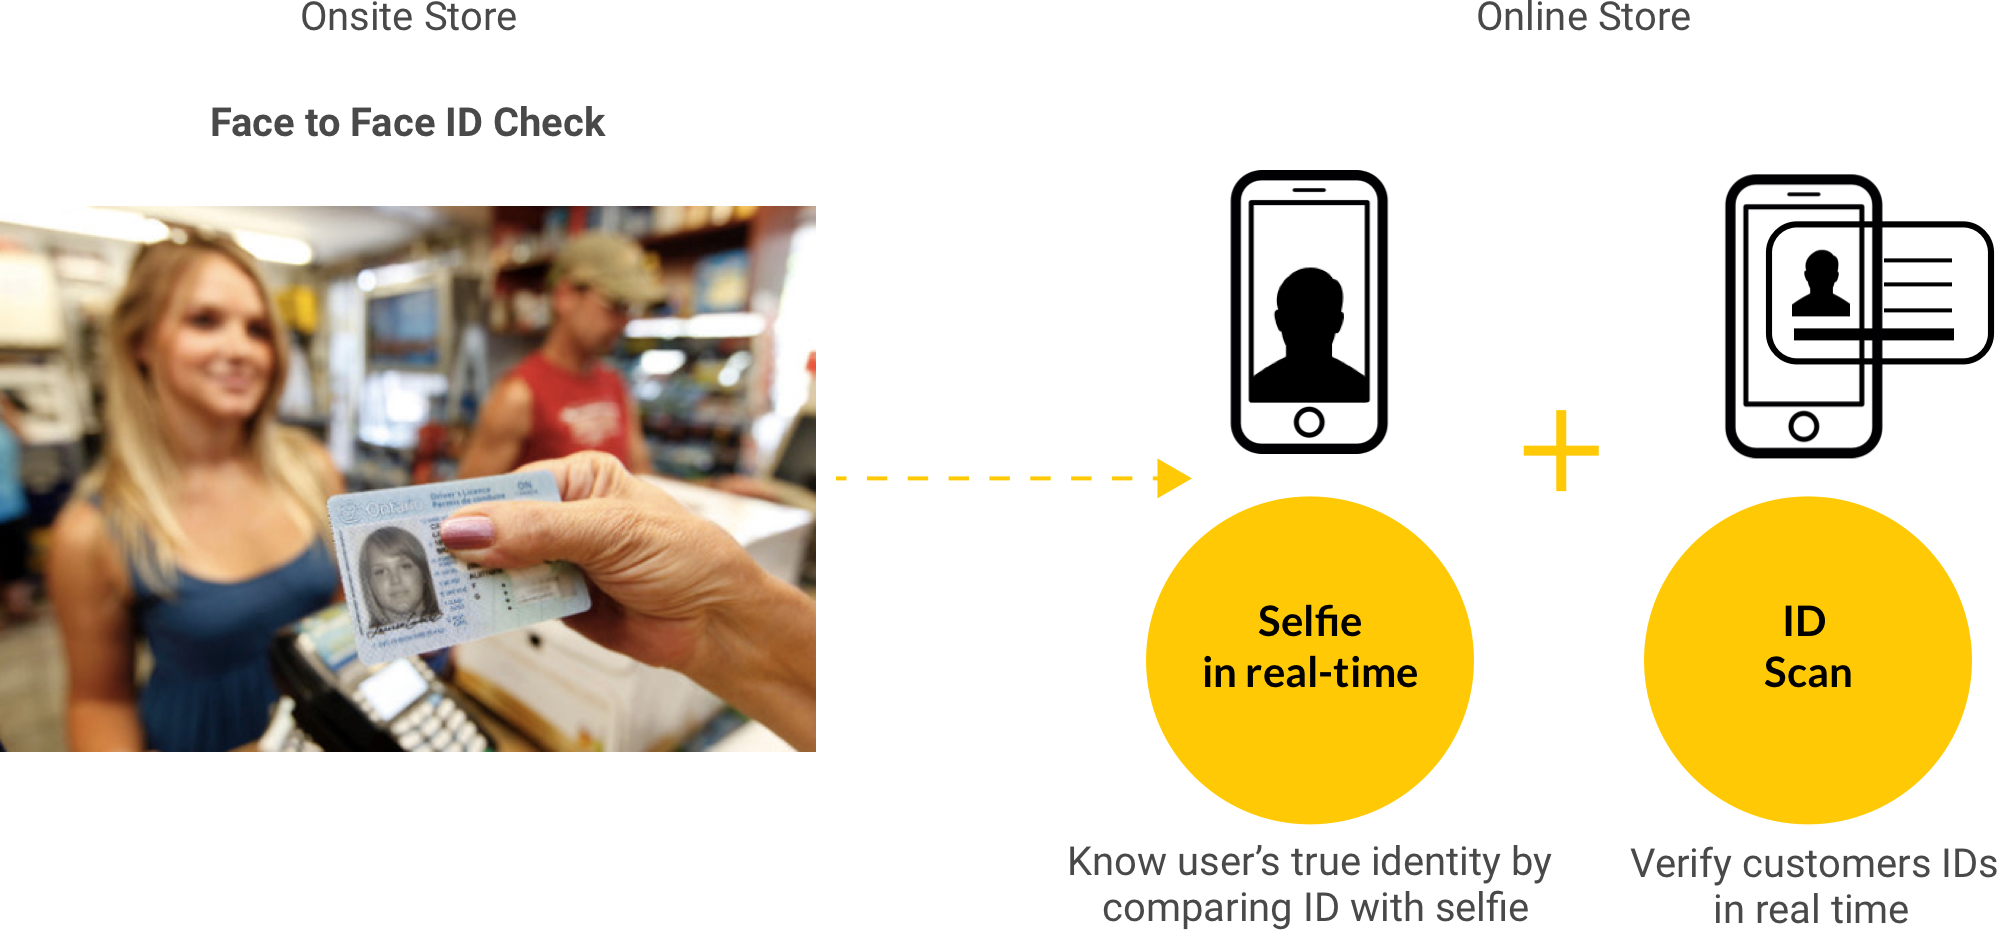 Onsite Store
Online Store
Face to Face ID Check
Ontario
Driver's Licence
Permis de conduire
ON
Selfie
in real-time
ID
Scan
Know user’s true identity by
comparing ID with selfie
Verify customers IDs
in real time